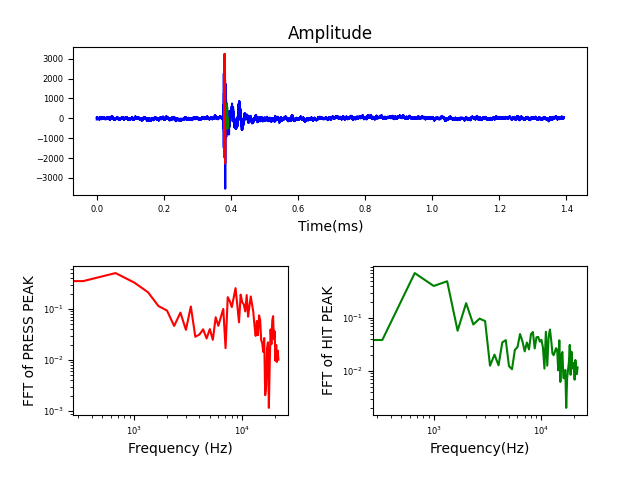 Amplitude
3000
2000
1000
0
−1000
−2000
−3000
0.0 0.2 0.4 0.6 0.8 1.0 1.2 1.4
Time(ms)
FFT of PRESS PEAK
10⁻¹
10⁻²
10⁻³
10³ 10⁴
Frequency (Hz)
FFT of HIT PEAK
10⁻¹
10⁻²
10³ 10⁴
Frequency(Hz)